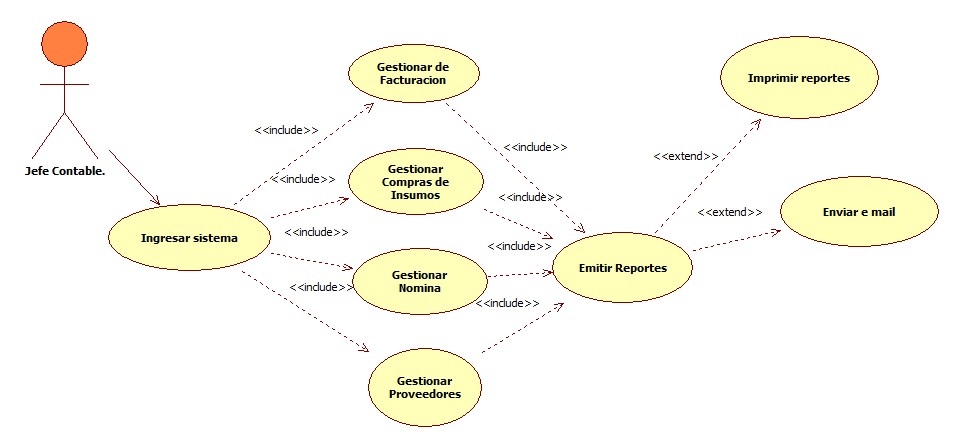 Gestionar de
Facturacion
Imprimir reportes
<<include>>
<<include>>
<<extend>>
Jefe Contable.
Gestionar
Compras de
Insumos
<<include>>
<<include>>
<<extend>>
Enviar e mail
Ingresar sistema
<<include>>
<<include>>
Emitir Reportes
Gestionar
Nomina
<<include>>
<<include>>
Gestionar
Proveedores